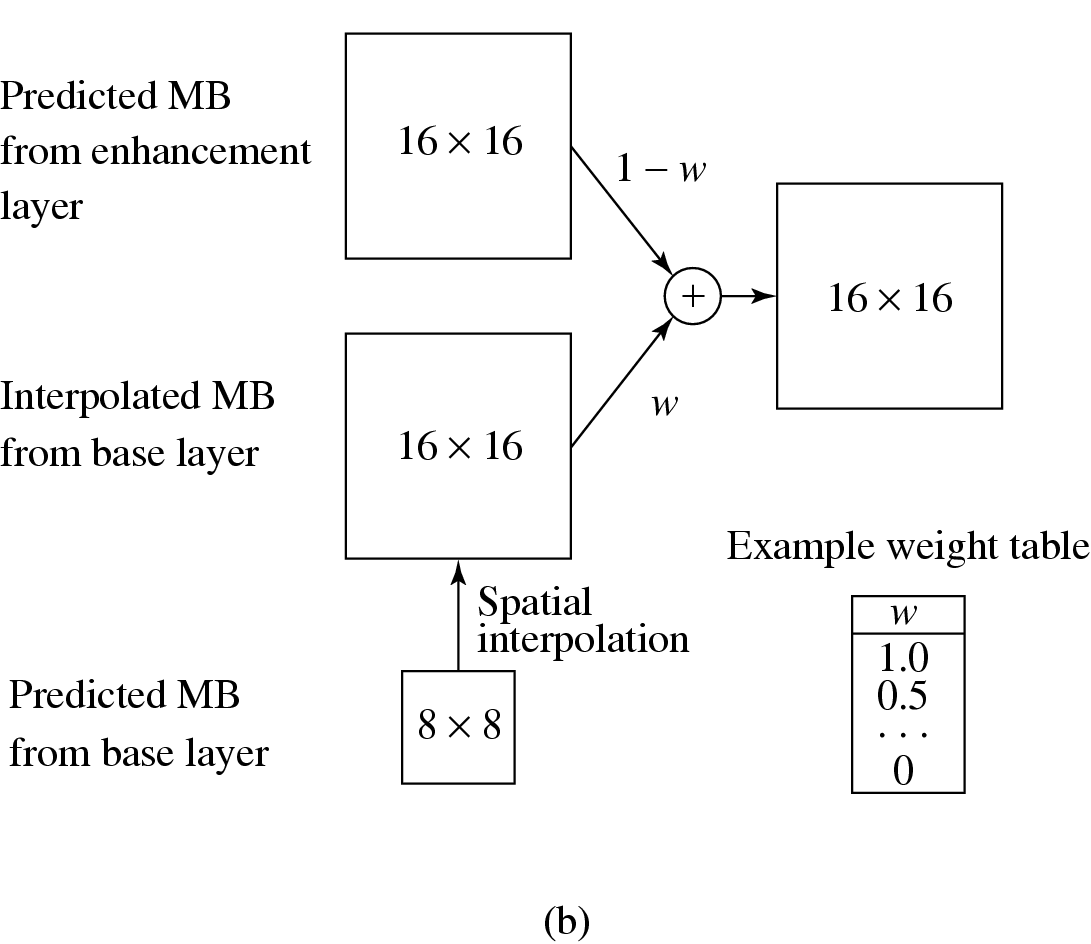 Predicted MB
from enhancement
layer
16 × 16
1 − w
+
16 × 16
Interpolated MB
from base layer
16 × 16
w
Spatial
interpolation
Predicted MB
from base layer
8 × 8
Example weight table
w
1.0
0.5
. . .
0
(b)